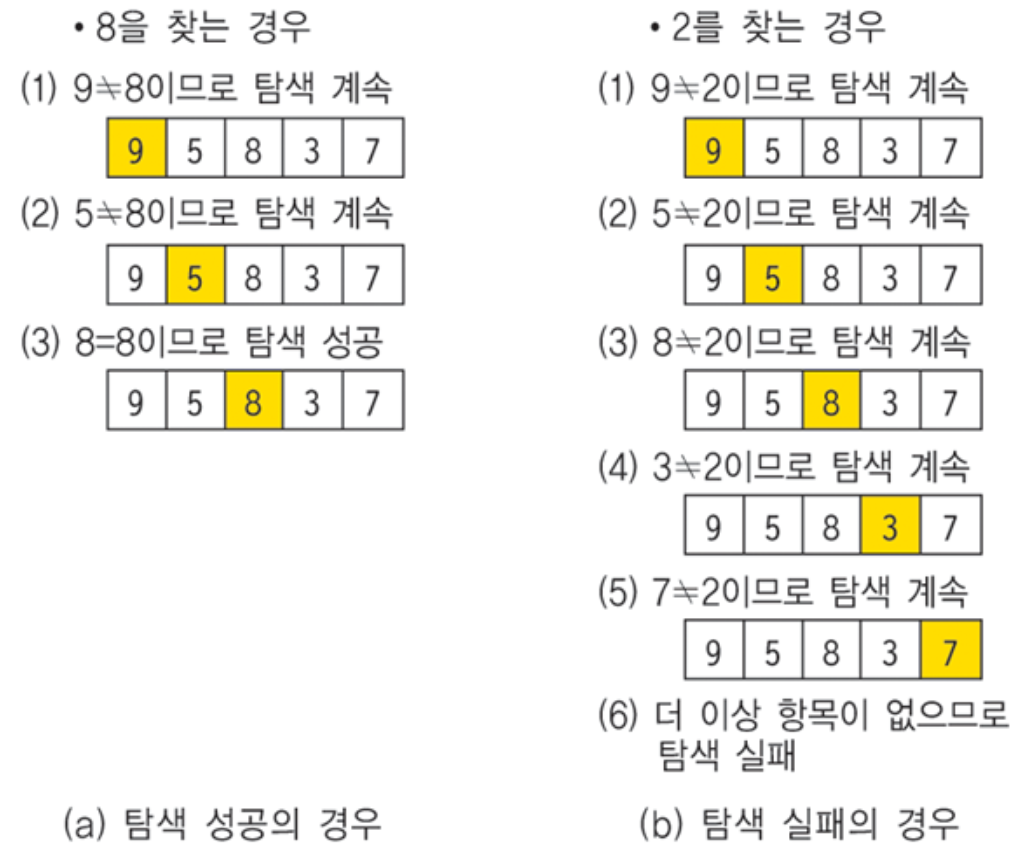 • 8을 찾는 경우
(1) 9≠8이므로 탐색 계속
9 5 8 3 7
(2) 5≠8이므로 탐색 계속
9 5 8 3 7
(3) 8=8이므로 탐색 성공
9 5 8 3 7
(a) 탐색 성공의 경우
• 2를 찾는 경우
(1) 9≠2이므로 탐색 계속
9 5 8 3 7
(2) 5≠2이므로 탐색 계속
9 5 8 3 7
(3) 8≠2이므로 탐색 계속
9 5 8 3 7
(4) 3≠2이므로 탐색 계속
9 5 8 3 7
(5) 7≠2이므로 탐색 계속
9 5 8 3 7
(6) 더 이상 항목이 없으므로
탐색 실패
(b) 탐색 실패의 경우